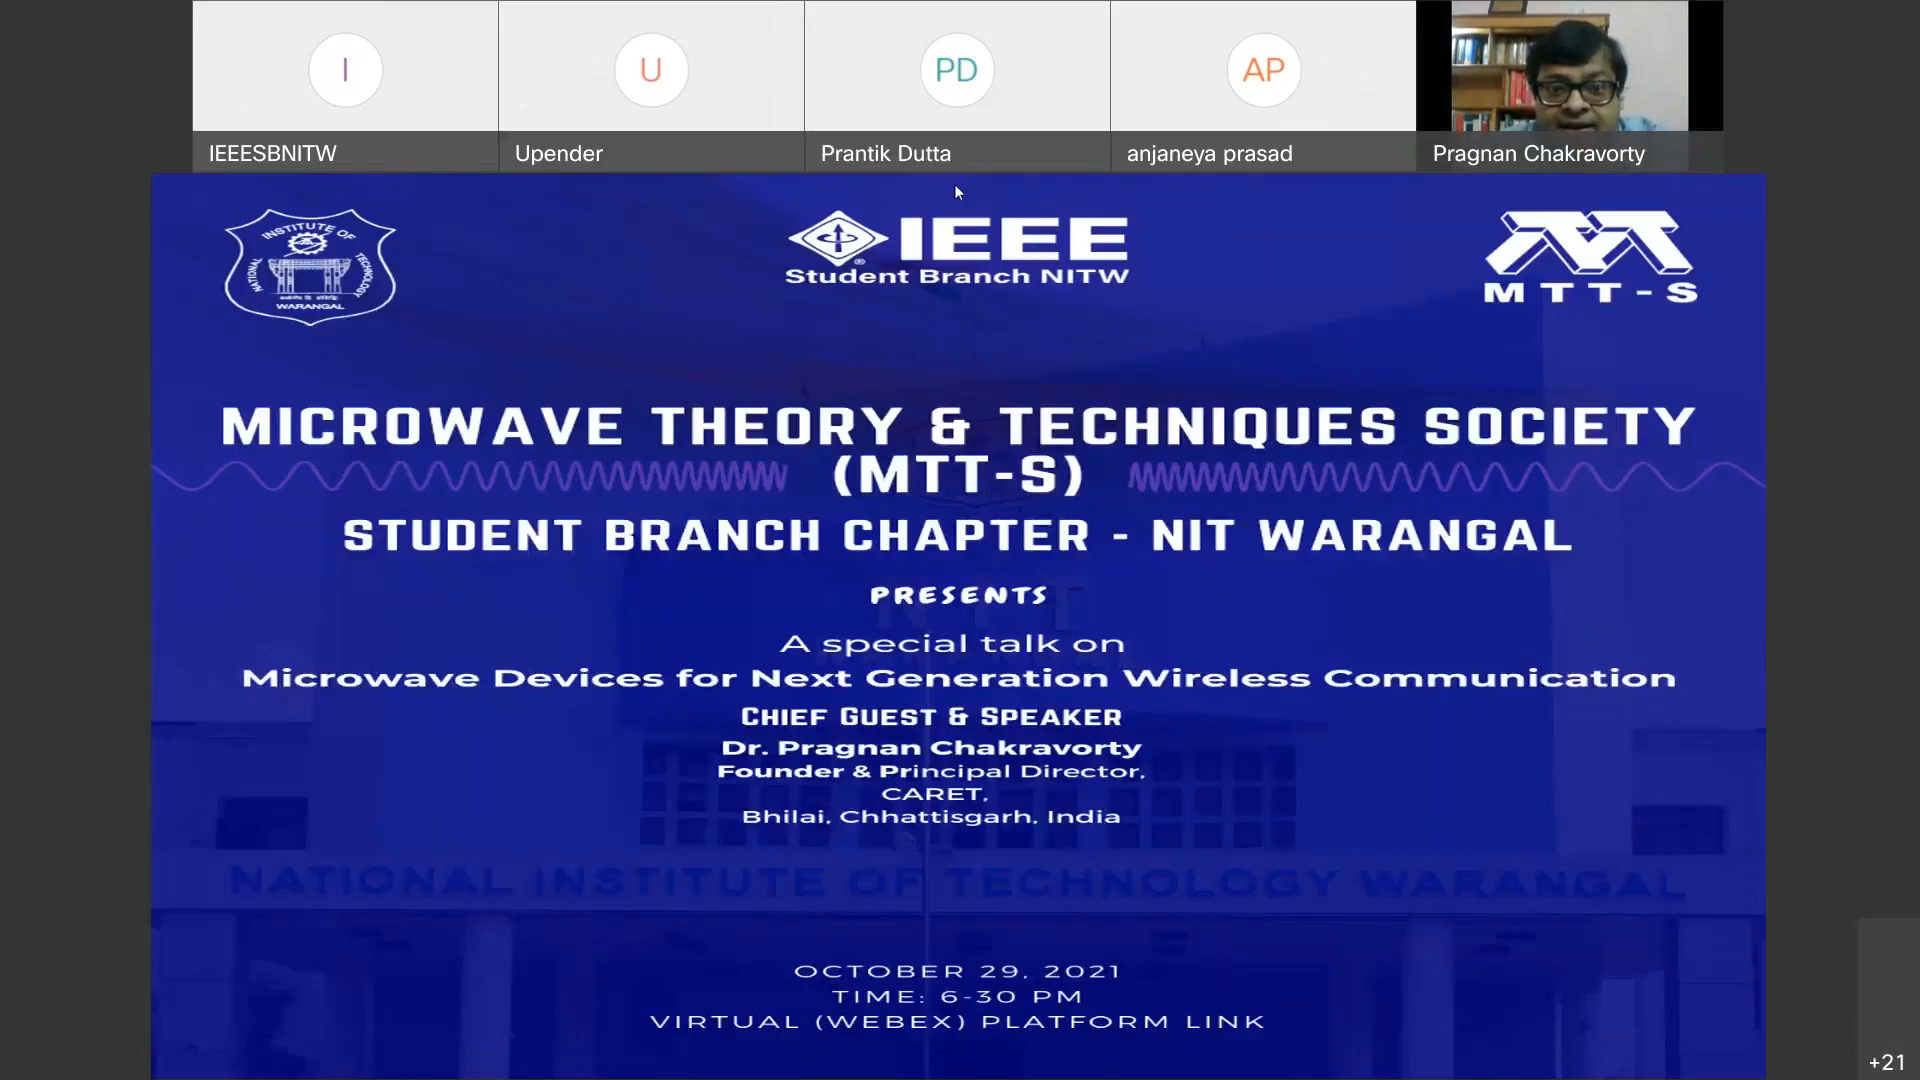 I
U
PD
AP
IEEESBNITW
Upender
Prantik Dutta
anjaneya prasad
Pragnan Chakravorty
INSTITUTE OF
NATIONAL
TECHNOLOGY
WARANGAL
IEEE
Student Branch NITW
MTT-S
MICROWAVE THEORY & TECHNIQUES SOCIETY
(MTT-S)
STUDENT BRANCH CHAPTER - NIT WARANGAL
PRESENTS
A special talk on
Microwave Devices for Next Generation Wireless Communication
CHIEF GUEST & SPEAKER
Dr. Pragnan Chakravorty
Founder & Principal Director,
CARET,
Bhilai, Chhattisgarh, India
NATIONAL INSTITUTE OF TECHNOLOGY WARANGAL
OCTOBER 29, 2021
TIME: 6-30 PM
VIRTUAL (WEBEX) PLATFORM LINK
+21